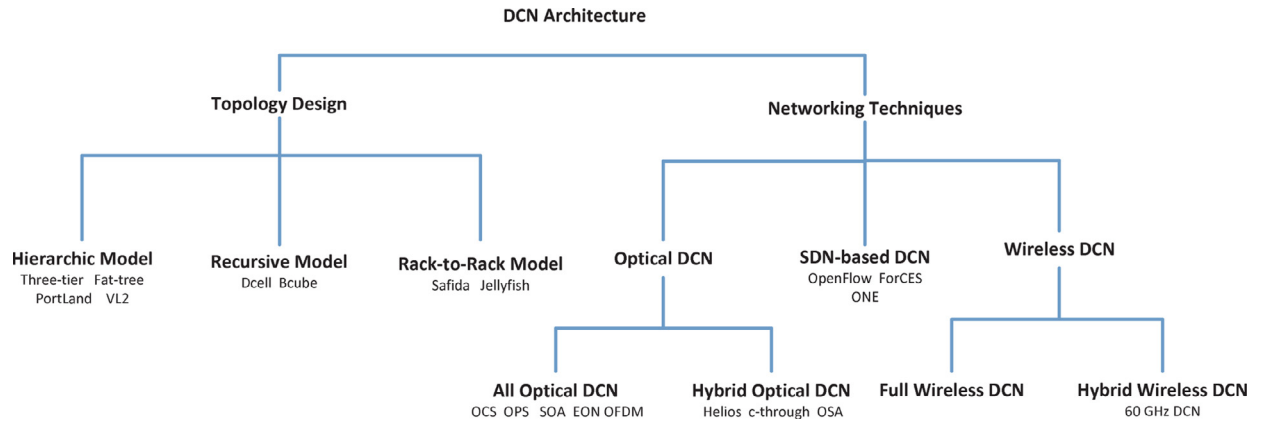 DCN Architecture
Topology Design
Networking Techniques
Hierarchic Model
Three-tier Fat-tree
PortLand VL2
Recursive Model
Dcell Bcube
Rack-to-Rack Model
Safida Jellyfish
Optical DCN
SDN-based DCN
OpenFlow ForCES
ONE
Wireless DCN
All Optical DCN
OCS OPS SOA EON OFDM
Hybrid Optical DCN
Helios c-through OSA
Full Wireless DCN
Hybrid Wireless DCN
60 GHz DCN